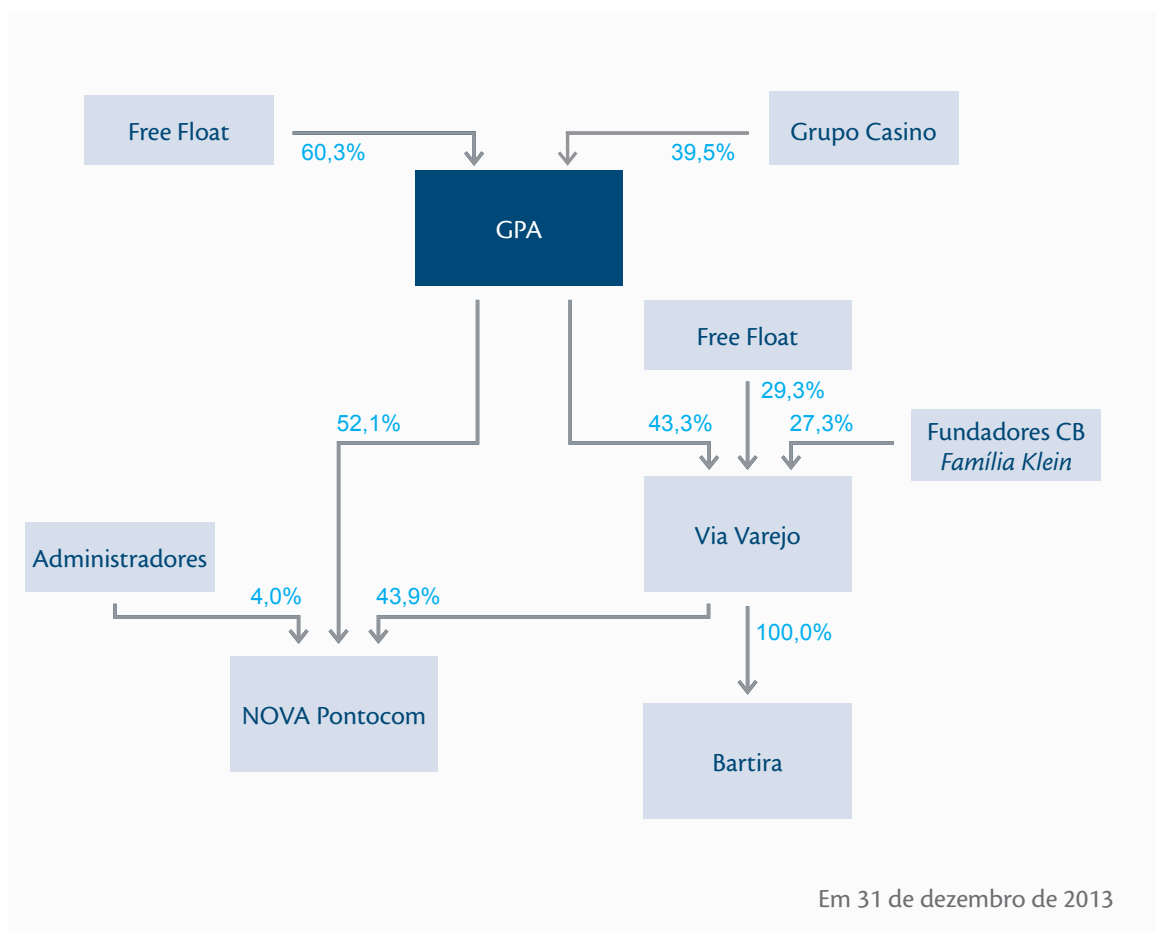 Free Float
Grupo Casino
60,3%
39,5%
GPA
Free Float
29,3%
52,1%
43,3%
27,3%
Fundadores CB
Família Klein
Via Varejo
Administradores
4,0%
43,9%
100,0%
NOVA Pontocom
Bartira
Em 31 de dezembro de 2013